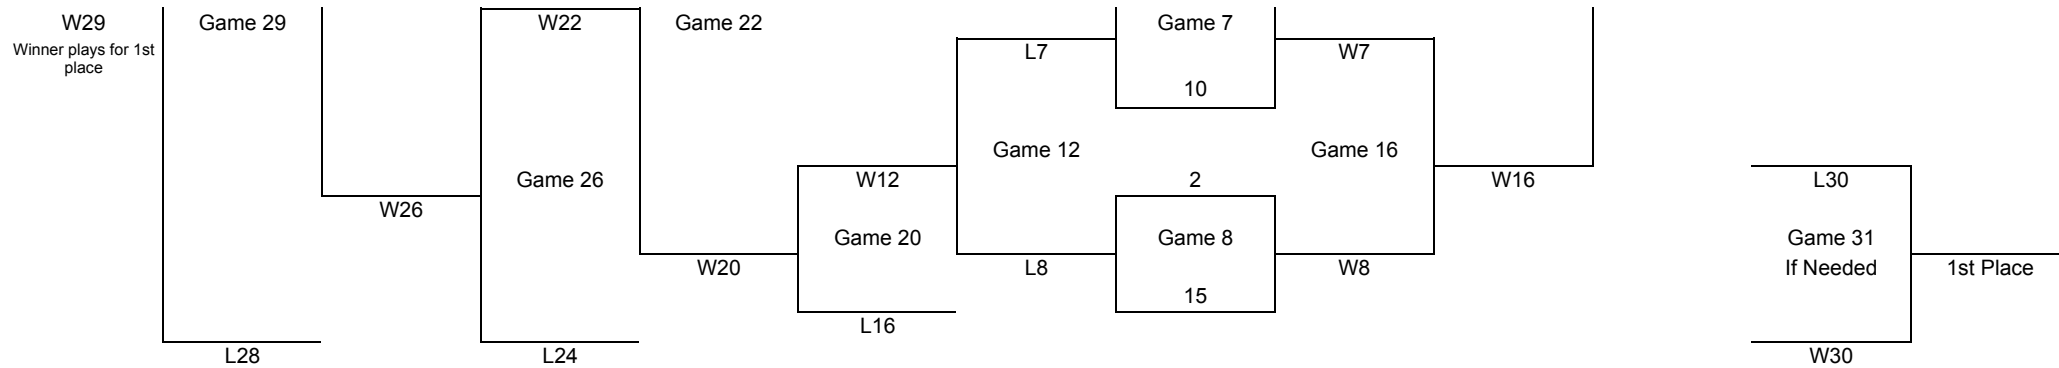 W29 Game 29 W22 Game 22 Game 7
Winner plays for 1st
place
L7 W7
10
Game 12 Game 16
Game 26 W12 2 W16 L30
W26
Game 20 Game 8 Game 31
W20 L8 W8 If Needed 1st Place
15
L16
L28 L24 W30